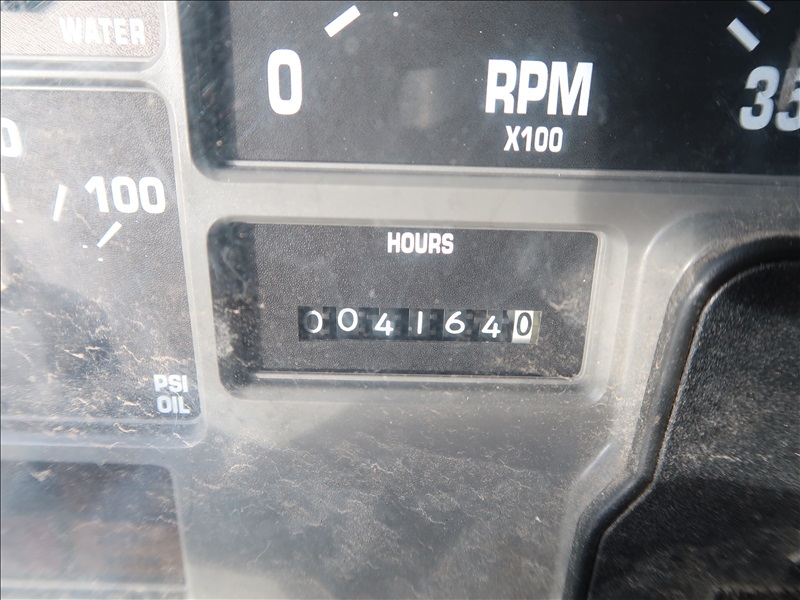 WATER
0
RPM
X100
35
100
HOURS
0041640
PSI
OIL